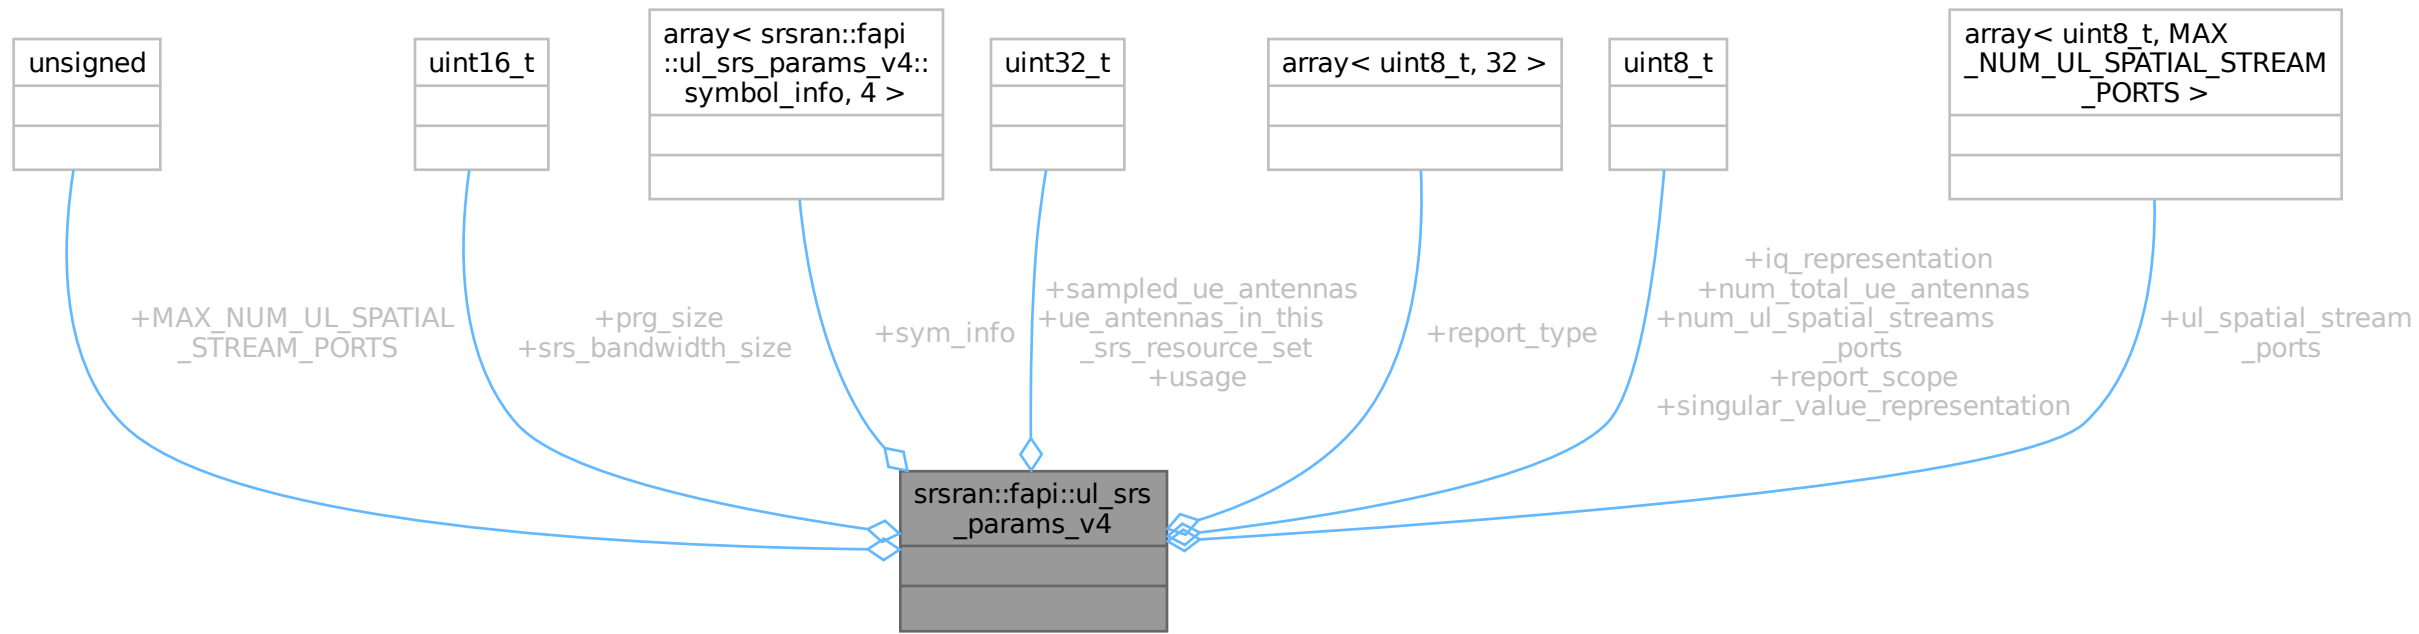 unsigned
uint16_t
array< srsran::fapi
::ul_srs_params_v4::
symbol_info, 4 >
uint32_t
array< uint8_t, 32 >
uint8_t
array< uint8_t, MAX
_NUM_UL_SPATIAL_STREAM
_PORTS >
+MAX_NUM_UL_SPATIAL
_STREAM_PORTS
+prg_size
+srs_bandwidth_size
+sym_info
+sampled_ue_antennas
+ue_antennas_in_this
_srs_resource_set
+usage
+report_type
+iq_representation
+num_total_ue_antennas
+num_ul_spatial_streams
_ports
+report_scope
+singular_value_representation
+ul_spatial_stream
_ports
srsran::fapi::ul_srs
_params_v4